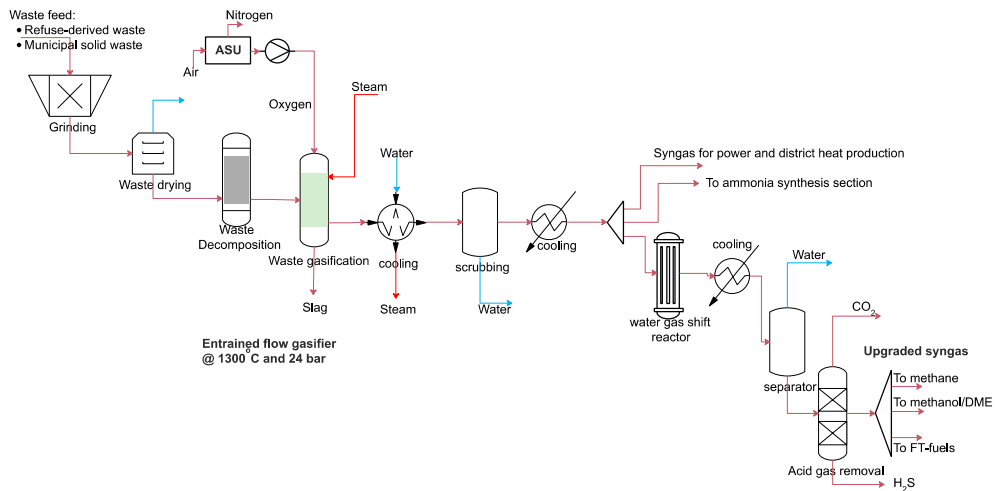 Waste feed:
• Refuse-derived waste
• Municipal solid waste
Nitrogen
ASU
Air
Oxygen
Steam
Grinding
Waste drying
Waste
Decomposition
Waste gasification
Slag
Water
cooling
Steam
scrubbing
Water
cooling
Syngas for power and district heat production
To ammonia synthesis section
water gas shift
reactor
cooling
Water
separator
CO2
Upgraded syngas
To methane
To methanol/DME
To FT-fuels
Acid gas removal
H2S
Entrained flow gasifier
@ 1300°C and 24 bar